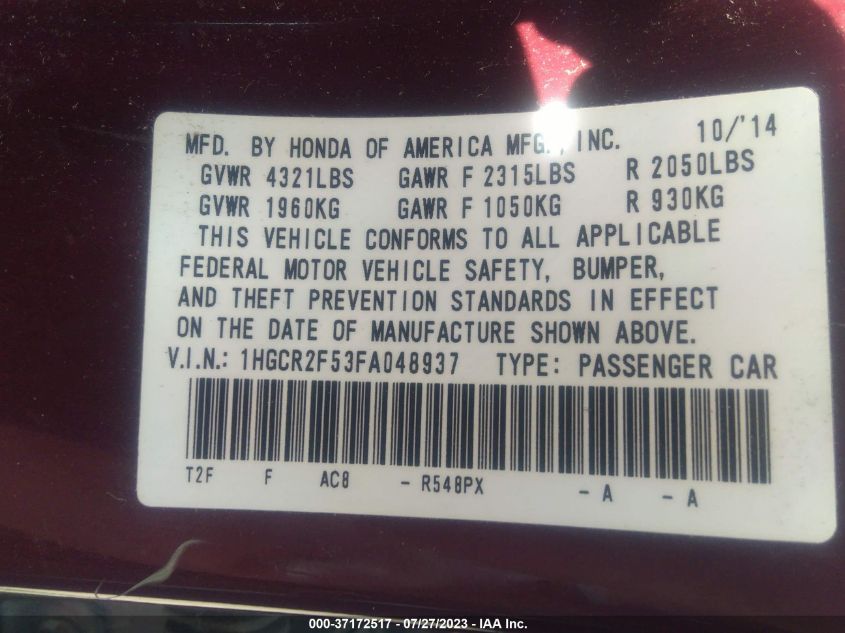 MFD. BY HONDA OF AMERICA MFG., INC. 10/'14
GVWR 4321LBS GAWR F 2315LBS R 2050LBS
GVWR 1960KG GAWR F 1050KG R 930KG
THIS VEHICLE CONFORMS TO ALL APPLICABLE
FEDERAL MOTOR VEHICLE SAFETY, BUMPER,
AND THEFT PREVENTION STANDARDS IN EFFECT
ON THE DATE OF MANUFACTURE SHOWN ABOVE.
V.I.N.: 1HGCR2F53FA048937 TYPE: PASSENGER CAR
T2F F AC8 - R548PX - A - A
000-37172517 - 07/27/2023 - IAA Inc.